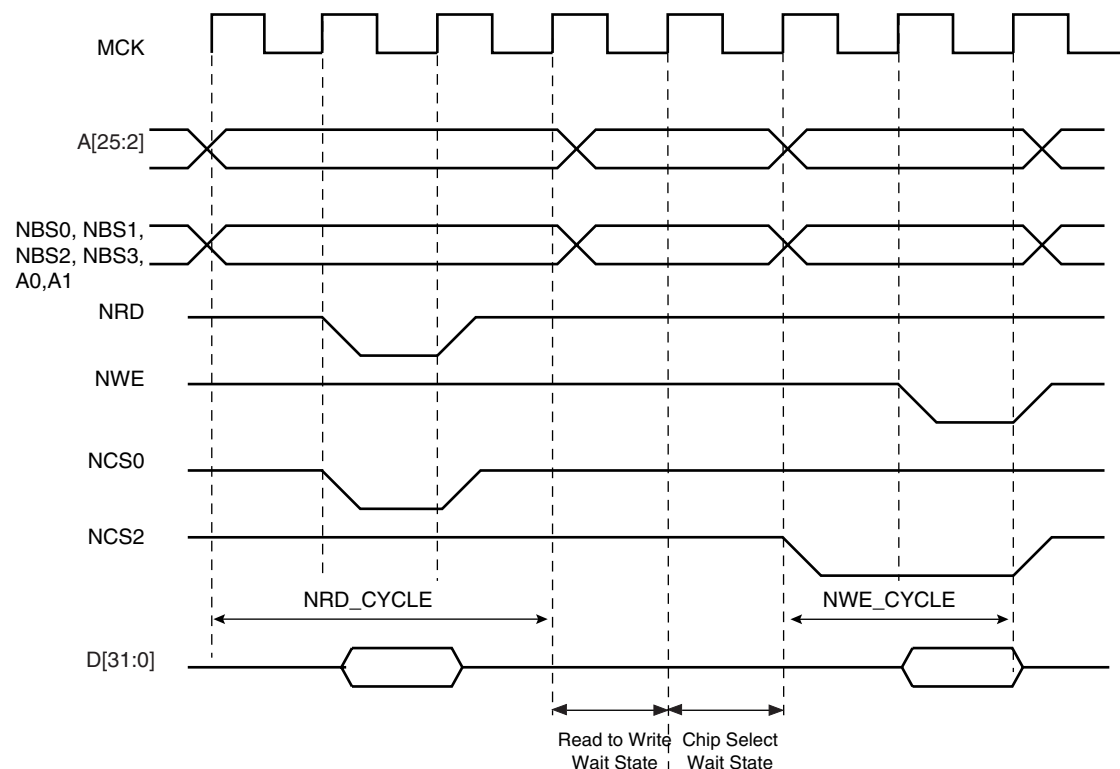 MCK
A[25:2]
NBS0, NBS1,
NBS2, NBS3,
A0,A1
NRD
NWE
NCS0
NCS2
NRD_CYCLE
NWE_CYCLE
D[31:0]
Read to Write
Wait State
Chip Select
Wait State